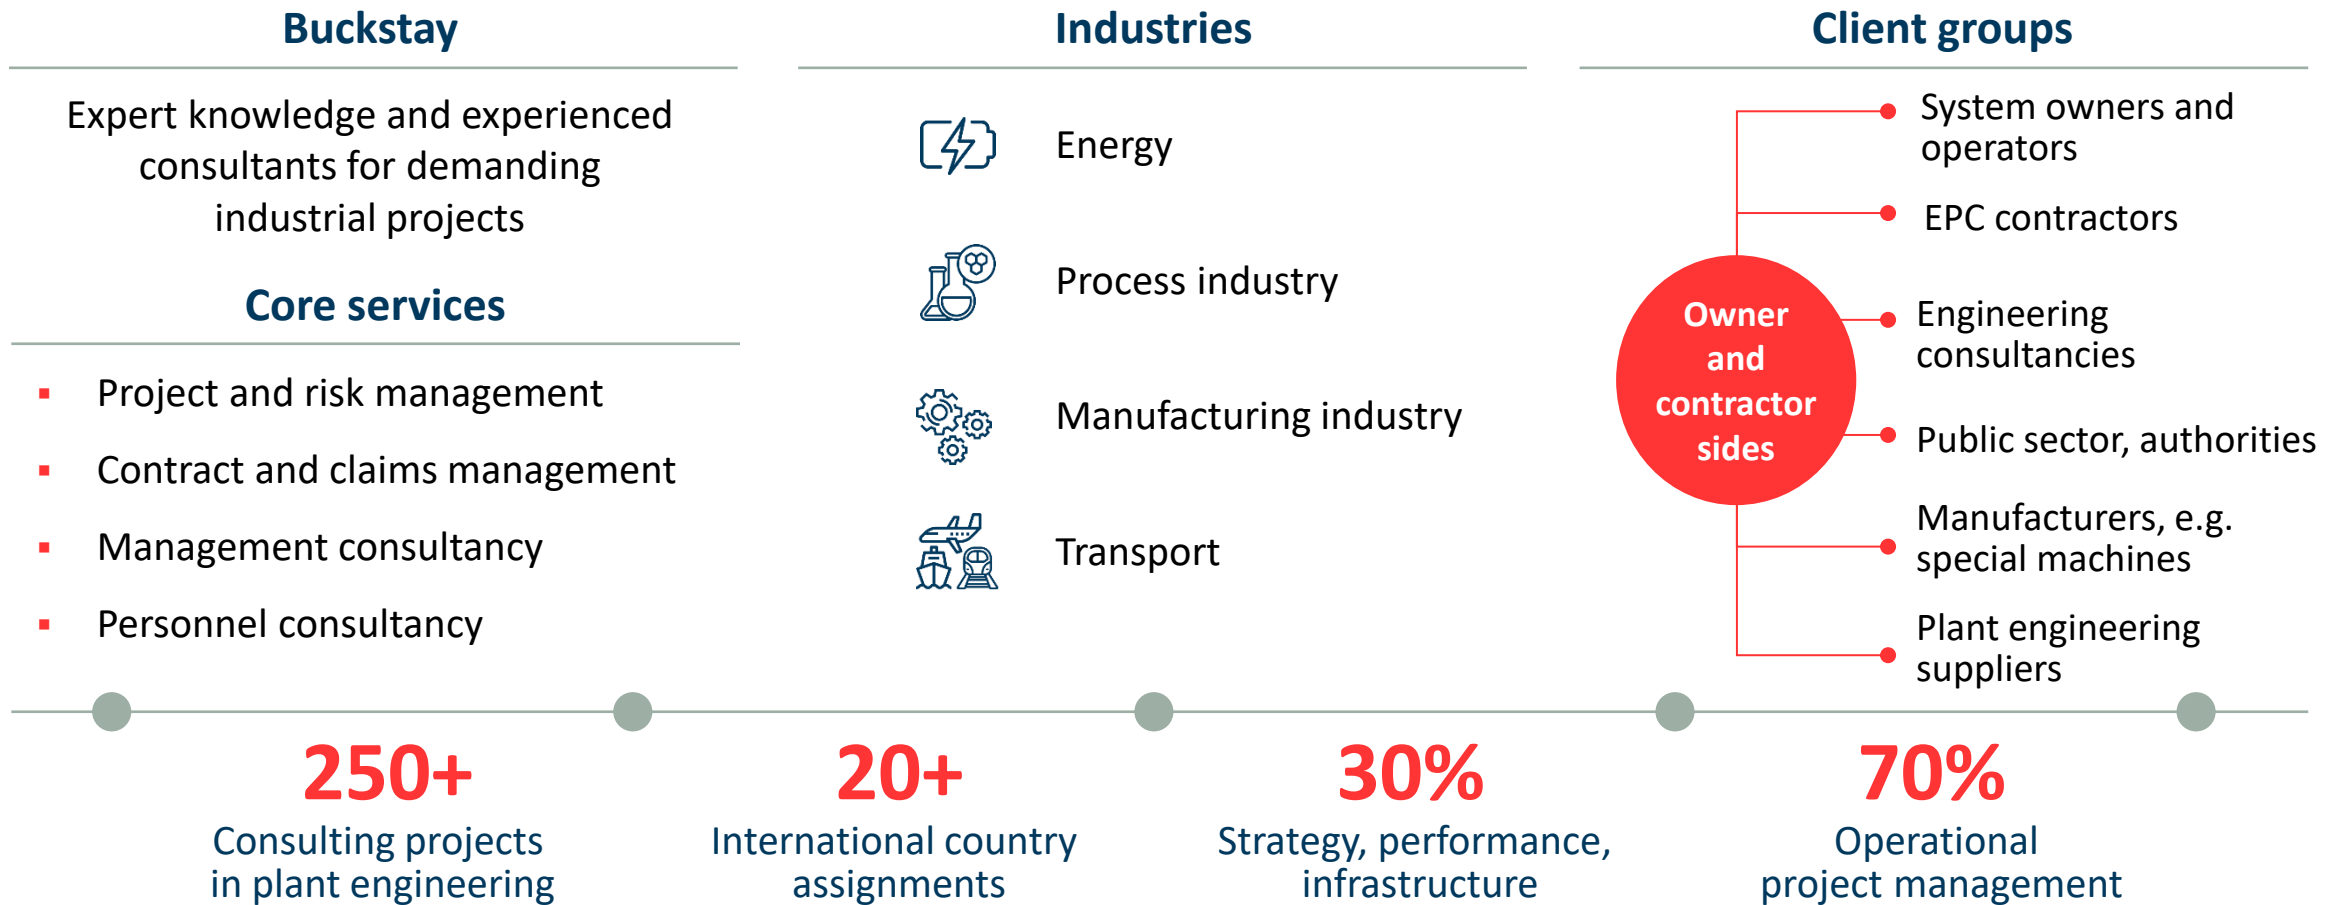 Buckstay
Expert knowledge and experienced
consultants for demanding
industrial projects
Core services
Project and risk management
Contract and claims management
Management consultancy
Personnel consultancy
Industries
Energy
Process industry
Manufacturing industry
Transport
Client groups
Owner
and
contractor
sides
System owners and
operators
EPC contractors
Engineering
consultancies
Public sector, authorities
Manufacturers, e.g.
special machines
Plant engineering
suppliers
250+
Consulting projects
in plant engineering
20+
International country
assignments
30%
Strategy, performance,
infrastructure
70%
Operational
project management